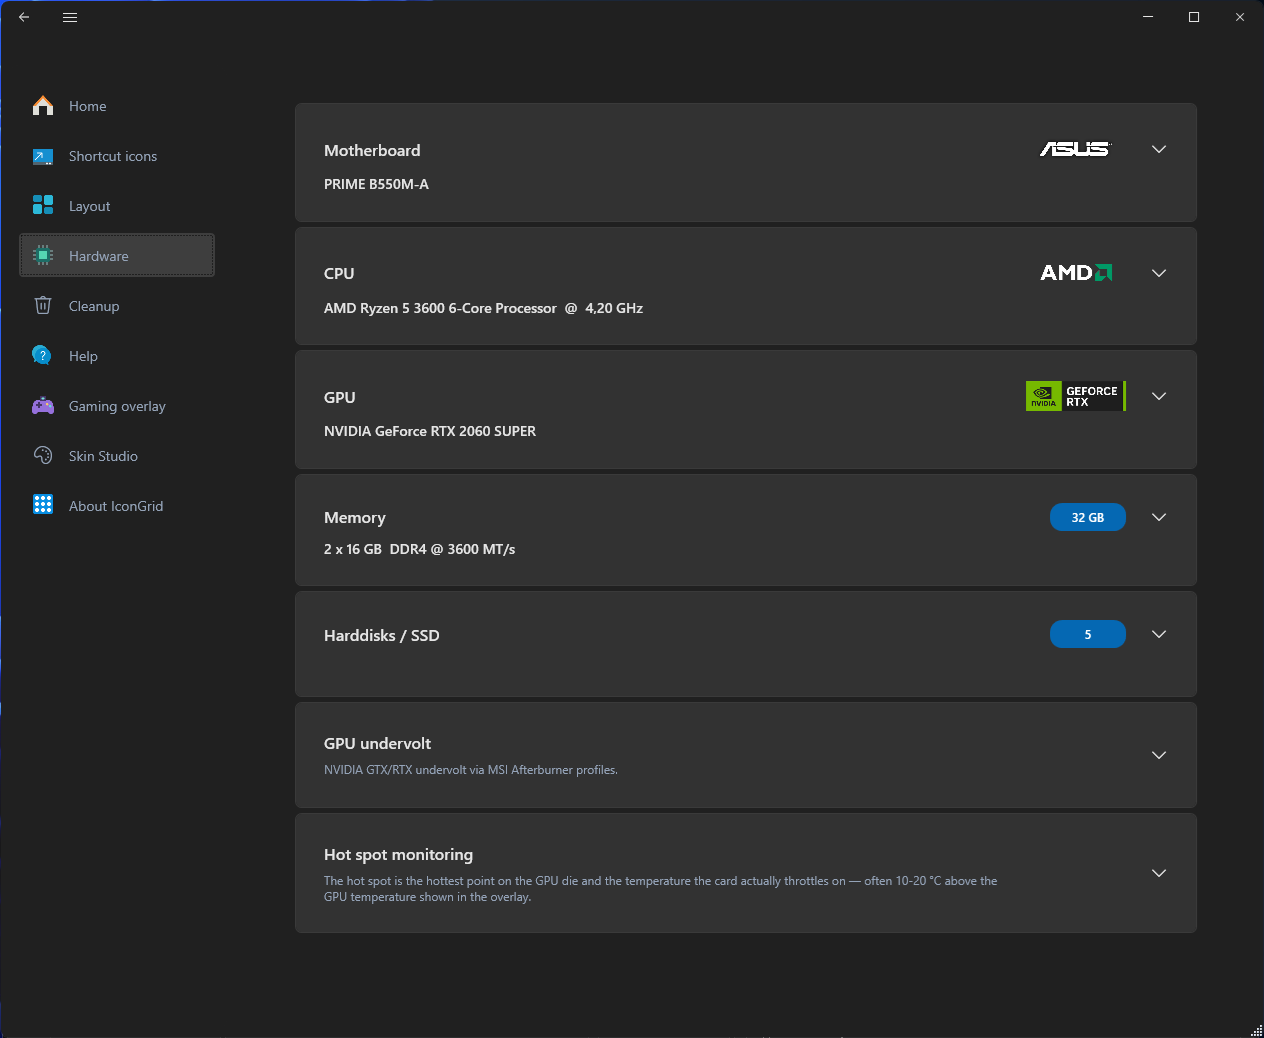 Home
Shortcut icons
Layout
Hardware
Cleanup
Help
Gaming overlay
Skin Studio
About IconGrid
Motherboard
ASUS
PRIME B550M-A
CPU
AMD
AMD Ryzen 5 3600 6-Core Processor @ 4,20 GHz
GPU
NVIDIA
GEFORCE
RTX
NVIDIA GeForce RTX 2060 SUPER
Memory
32 GB
2 x 16 GB DDR4 @ 3600 MT/s
Harddisks / SSD
5
GPU undervolt
NVIDIA GTX/RTX undervolt via MSI Afterburner profiles.
Hot spot monitoring
The hot spot is the hottest point on the GPU die and the temperature the card actually throttles on — often 10-20 °C above the
GPU temperature shown in the overlay.